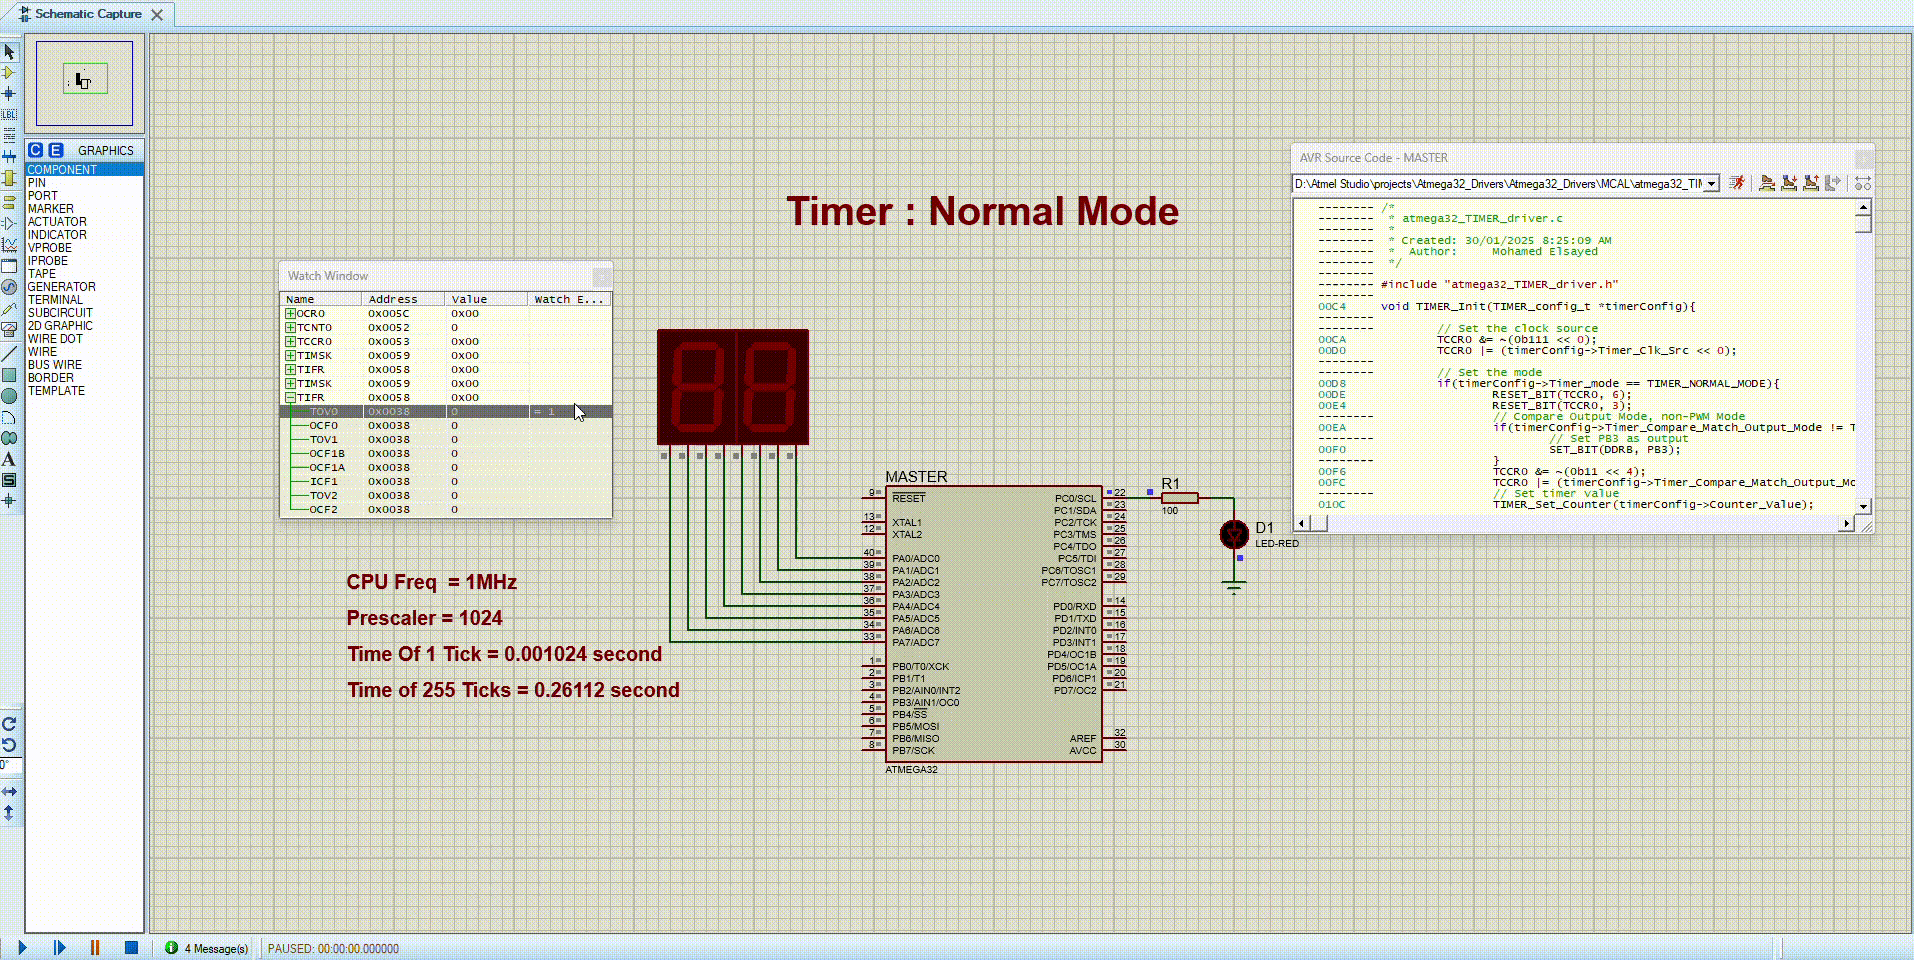 Schematic Capture
LBL
C E GRAPHICS
COMPONENT
PIN
PORT
MARKER
ACTUATOR
INDICATOR
VPROBE
IPROBE
TAPE
GENERATOR
TERMINAL
SUBCIRCUIT
2D GRAPHIC
WIRE DOT
WIRE
BUS WIRE
BORDER
TEMPLATE
A
S
0°
Timer : Normal Mode
Watch Window
Name Address Value Watch E...
OCR0 0x005C 0x00
TCNT0 0x0052 0
TCCR0 0x0053 0x00
TIMSK 0x0059 0x00
TIFR 0x0058 0x00
TIMSK 0x0059 0x00
TIFR 0x0058 0x00
TOV0 0x0038 0 = 1
OCF0 0x0038 0
TOV1 0x0038 0
OCF1B 0x0038 0
OCF1A 0x0038 0
ICF1 0x0038 0
TOV2 0x0038 0
OCF2 0x0038 0
CPU Freq = 1MHz
Prescaler = 1024
Time Of 1 Tick = 0.001024 second
Time of 255 Ticks = 0.26112 second
MASTER
9 RESET
13 XTAL1
12 XTAL2
40 PA0/ADC0
39 PA1/ADC1
38 PA2/ADC2
37 PA3/ADC3
36 PA4/ADC4
35 PA5/ADC5
34 PA6/ADC6
33 PA7/ADC7
1 PB0/T0/XCK
2 PB1/T1
3 PB2/AIN0/INT2
4 PB3/AIN1/OC0
5 PB4/SS
6 PB5/MOSI
7 PB6/MISO
8 PB7/SCK
PC0/SCL 22
PC1/SDA 23
PC2/TCK 24
PC3/TMS 25
PC4/TDO 26
PC5/TDI 27
PC6/TOSC1 28
PC7/TOSC2 29
PD0/RXD 14
PD1/TXD 15
PD2/INT0 16
PD3/INT1 17
PD4/OC1B 18
PD5/OC1A 19
PD6/ICP1 20
PD7/OC2 21
AREF 32
AVCC 30
ATMEGA32
R1
100
D1
LED-RED
AVR Source Code - MASTER
D:\Atmel Studio\projects\Atmega32_Drivers\Atmega32_Drivers\MCAL\atmega32_TIM
-------- /*
-------- * atmega32_TIMER_driver.c
-------- *
-------- * Created: 30/01/2025 8:25:09 AM
-------- * Author: Mohamed Elsayed
-------- */
--------
-------- #include "atmega32_TIMER_driver.h"
--------
00C4 void TIMER_Init(TIMER_config_t *timerConfig){
--------
-------- // Set the clock source
00CA TCCR0 &= ~(0b111 << 0);
00D0 TCCR0 |= (timerConfig->Timer_Clk_Src << 0);
--------
-------- // Set the mode
00D8 if(timerConfig->Timer_mode == TIMER_NORMAL_MODE){
00DE RESET_BIT(TCCR0, 6);
00E4 RESET_BIT(TCCR0, 3);
-------- // Compare Output Mode, non-PWM Mode
00EA if(timerConfig->Timer_Compare_Match_Output_Mode != T
-------- // Set PB3 as output
00F0 SET_BIT(DDRB, PB3);
-------- }
00F6 TCCR0 &= ~(0b11 << 4);
00FC TCCR0 |= (timerConfig->Timer_Compare_Match_Output_Mo
-------- // Set timer value
010C TIMER_Set_Counter(timerConfig->Counter_Value);
4 Message(s)
PAUSED: 00:00:00.000000